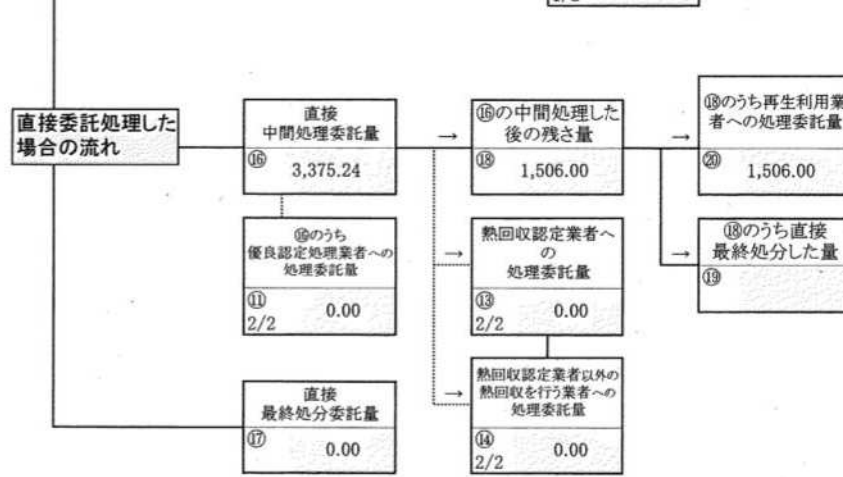 直接委託処理した
場合の流れ
直接
中間処理委託量
⑯ 3,375.24
→
⑯の中間処理した
後の残さ量
⑱ 1,506.00
→
⑱のうち再生利用業
者への処理委託量
⑳ 1,506.00
⑯のうち
優良認定処理業者への
処理委託量
⑪ 0.00
2/2
→
熱回収認定業者へ
の
処理委託量
⑬ 0.00
2/2
→
⑱のうち直接
最終処分した量
⑲
直接
最終処分委託量
⑰ 0.00
→
熱回収認定業者以外の
熱回収を行う業者への
処理委託量
⑭ 0.00
2/2